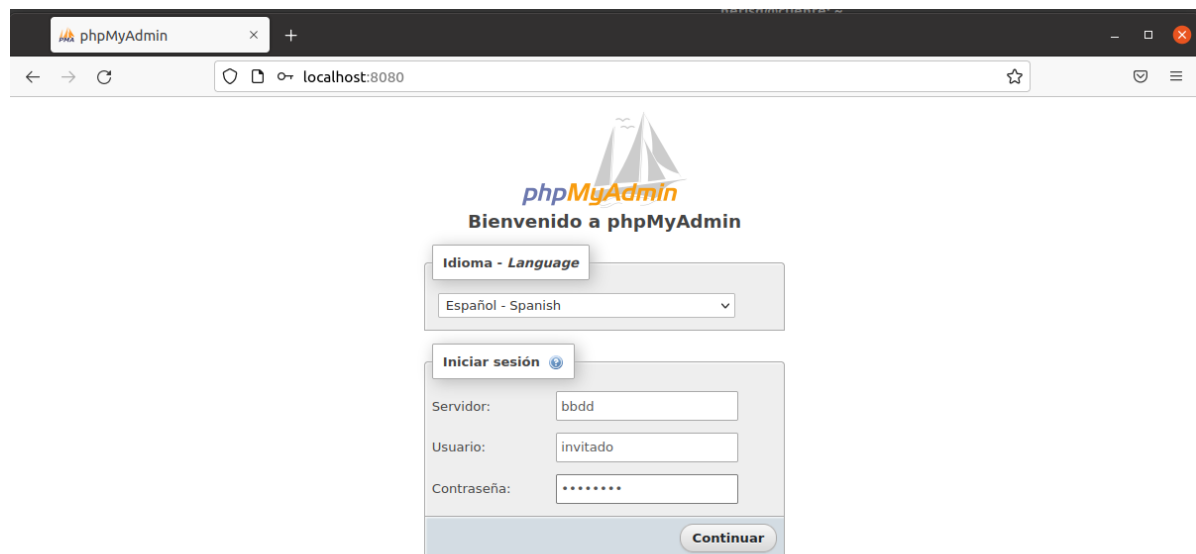 phpMyAdmin
localhost:8080
phpMyAdmin
Bienvenido a phpMyAdmin
Idioma - Language
Español - Spanish
Iniciar sesión
Servidor: bbdd
Usuario: invitado
Contraseña: ••••••••
Continuar